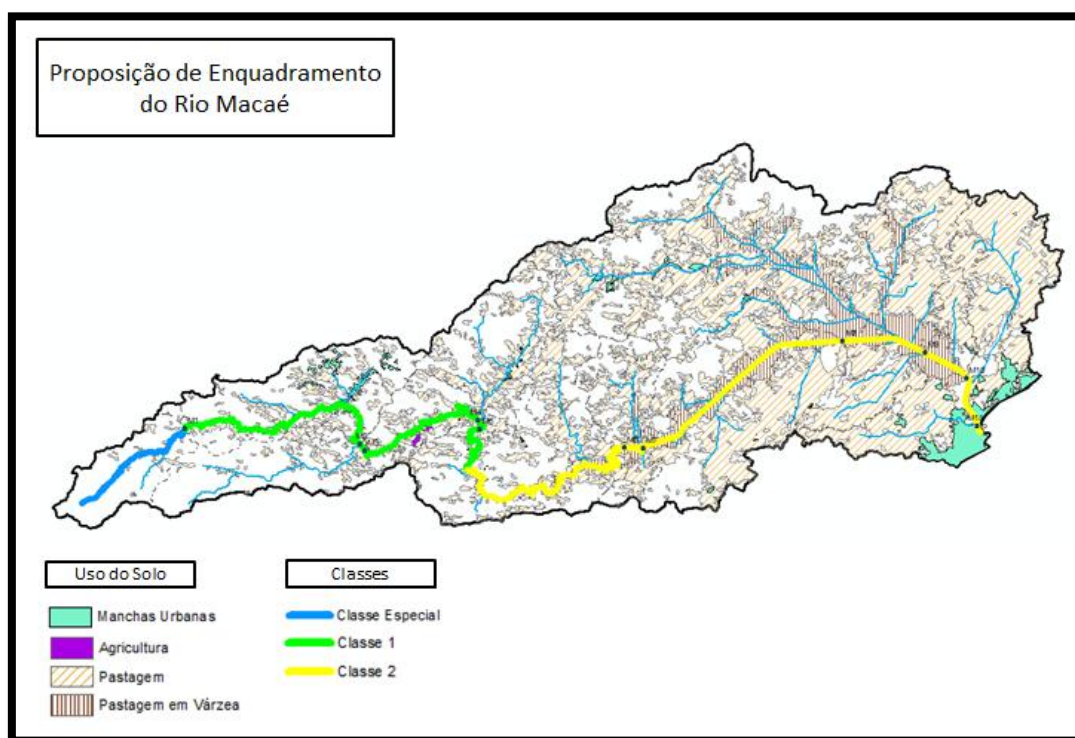 Proposição de Enquadramento
do Rio Macaé
Uso do Solo
Manchas Urbanas
Agricultura
Pastagem
Pastagem em Várzea
Classes
Classe Especial
Classe 1
Classe 2